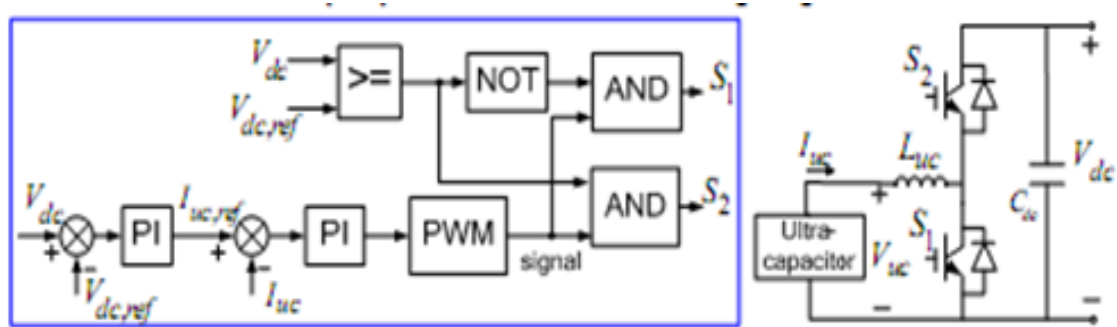 V_dc
V_dc,ref
>=
NOT
AND
S_1
AND
S_2
V_dc
+
−
V_dc,ref
PI
I_uc,ref
+
−
I_uc
PI
PWM
signal
I_uc
L_uc
+
Ultra-
capacitor
V_uc
−
S_2
S_1
C_dc
+
V_dc
−